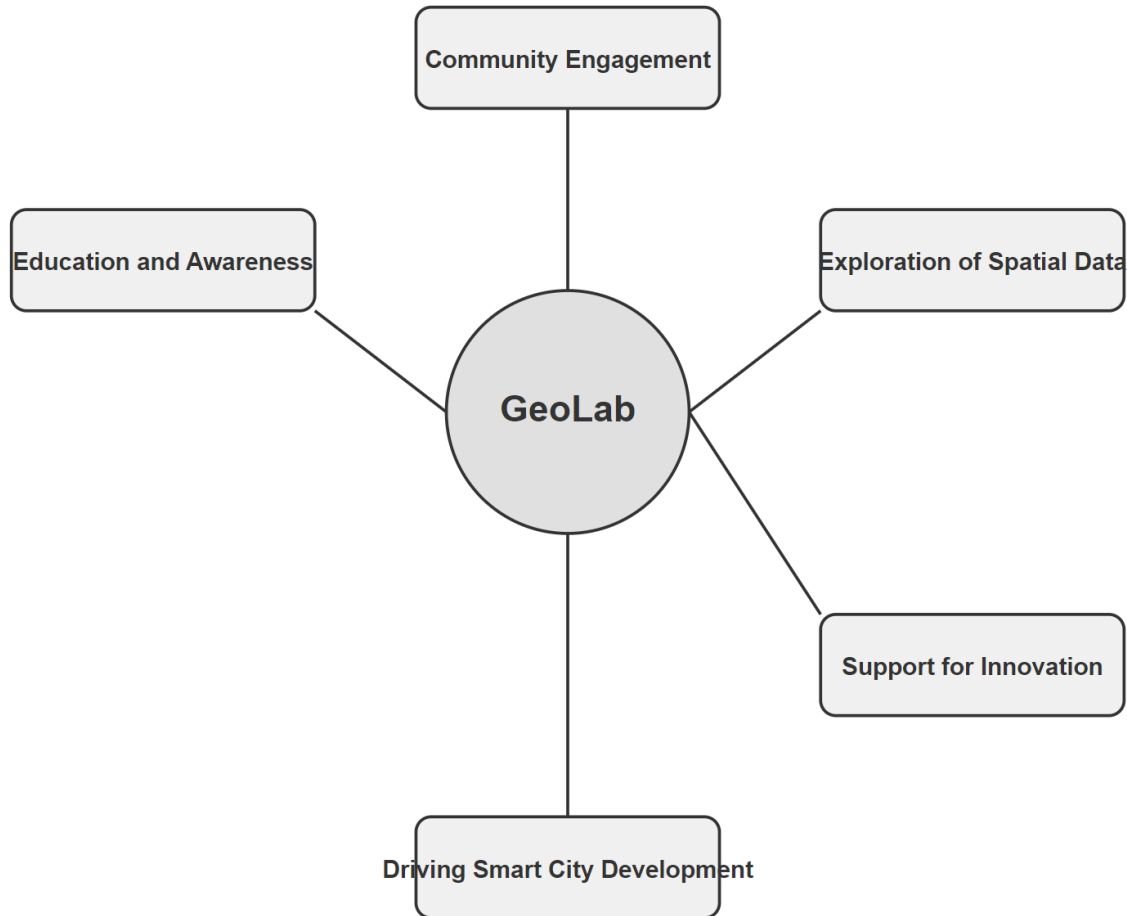 Community Engagement
Education and Awareness
Exploration of Spatial Data
GeoLab
Support for Innovation
Driving Smart City Development